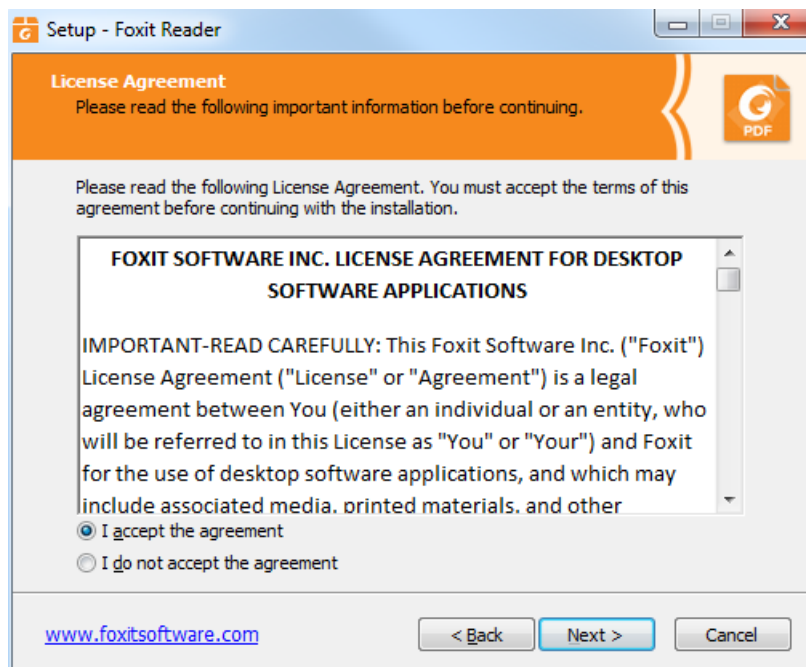 Setup - Foxit Reader
License Agreement
Please read the following important information before continuing.
PDF
Please read the following License Agreement. You must accept the terms of this
agreement before continuing with the installation.
FOXIT SOFTWARE INC. LICENSE AGREEMENT FOR DESKTOP
SOFTWARE APPLICATIONS
IMPORTANT-READ CAREFULLY: This Foxit Software Inc. ("Foxit")
License Agreement ("License" or "Agreement") is a legal
agreement between You (either an individual or an entity, who
will be referred to in this License as "You" or "Your") and Foxit
for the use of desktop software applications, and which may
include associated media, printed materials, and other
I accept the agreement
I do not accept the agreement
www.foxitsoftware.com
< Back
Next >
Cancel